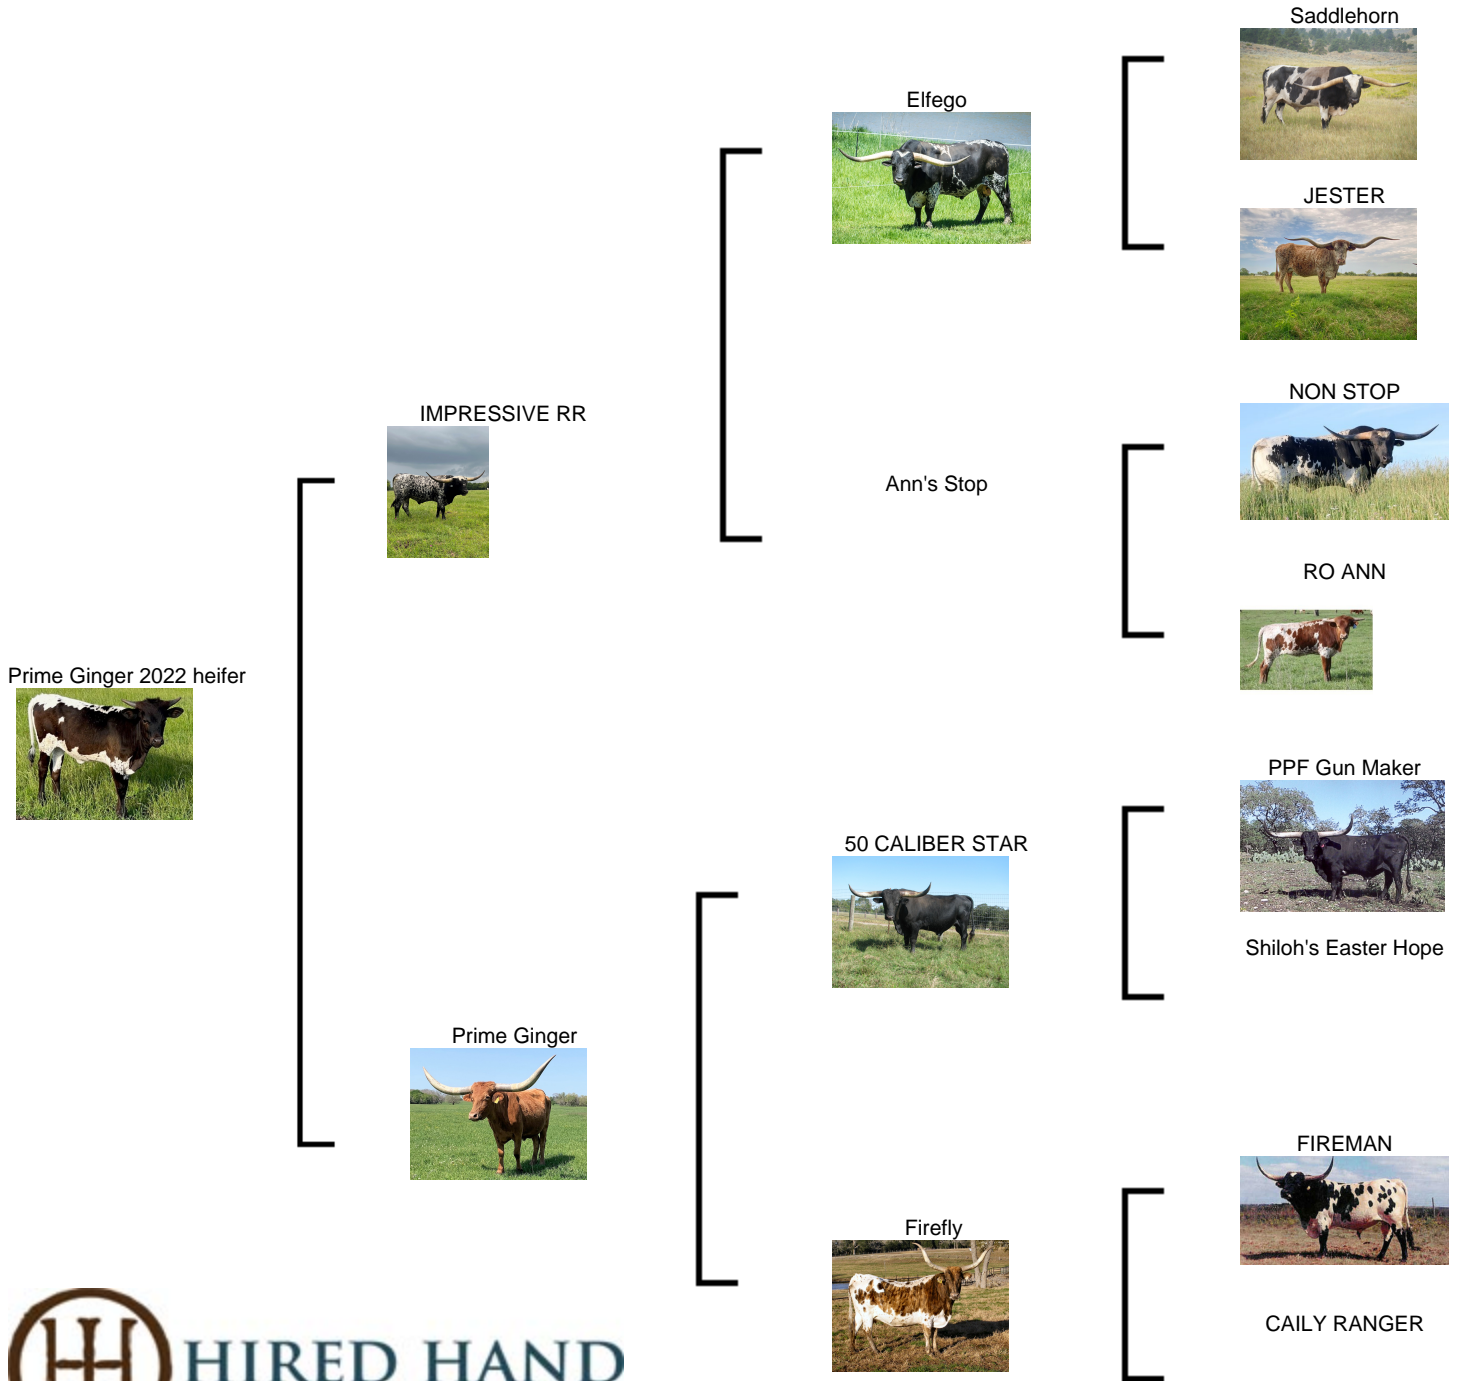 Saddlehorn
Elfego
JESTER
NON STOP
IMPRESSIVE RR
Ann's Stop
RO ANN
Prime Ginger 2022 heifer
PPF Gun Maker
50 CALIBER STAR
Shiloh's Easter Hope
Prime Ginger
FIREMAN
Firefly
CAILY RANGER
HIRED HAND